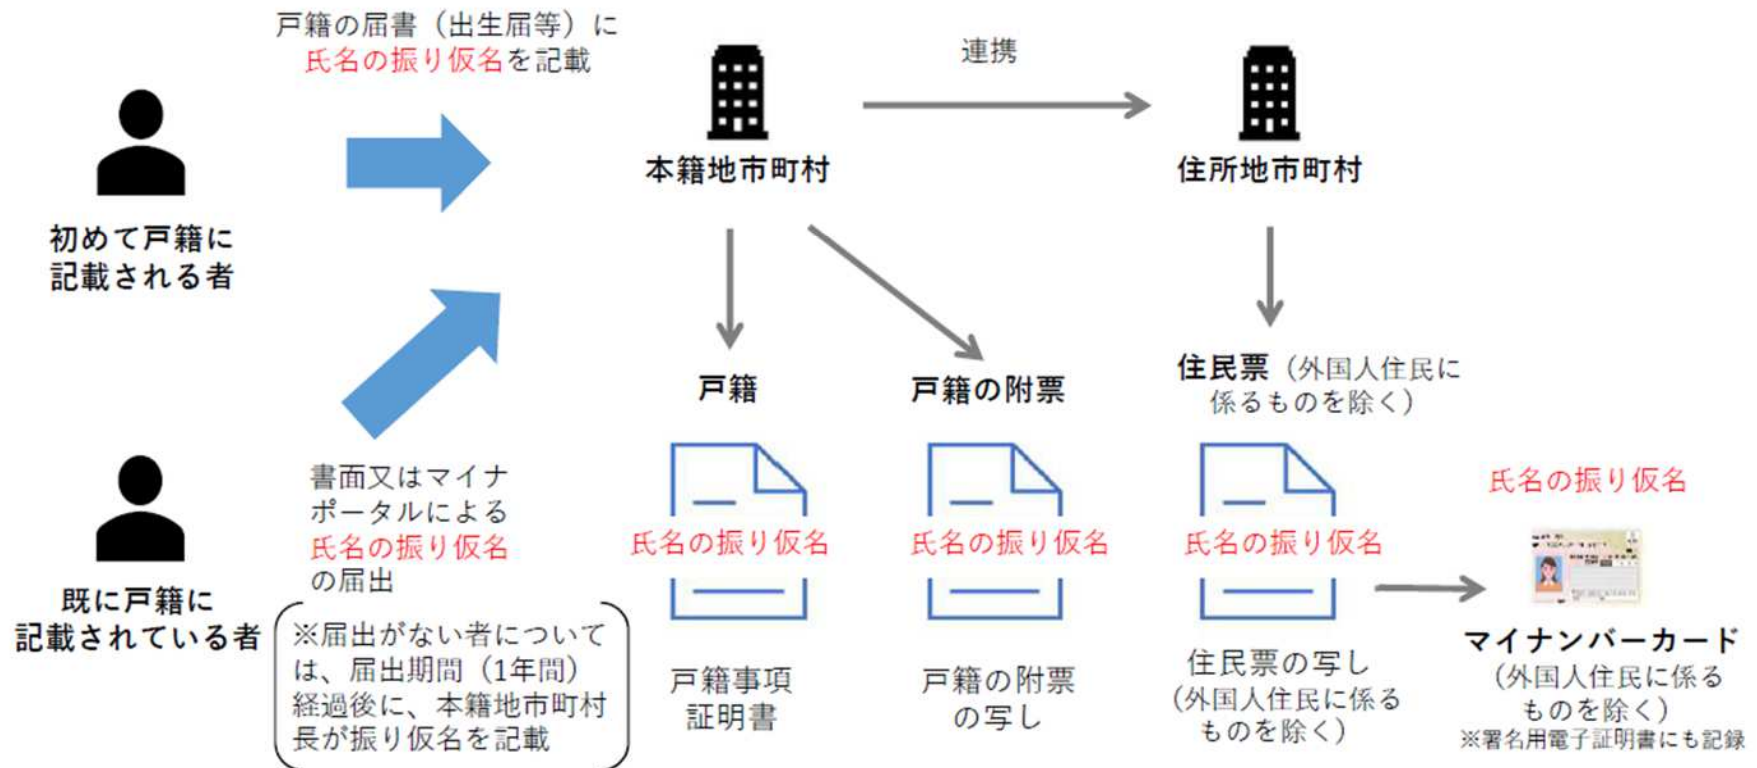 戸籍の届書（出生届等）に
氏名の振り仮名を記載
連携
本籍地市町村
住所地市町村
初めて戸籍に
記載される者
戸籍
戸籍の附票
住民票（外国人住民に
係るものを除く）
書面又はマイナ
ポータルによる
氏名の振り仮名
の届出
既に戸籍に
記載されている者
※届出がない者について
は、届出期間（1年間）
経過後に、本籍地市町村
長が振り仮名を記載
氏名の振り仮名
氏名の振り仮名
氏名の振り仮名
氏名の振り仮名
戸籍事項
証明書
戸籍の附票
の写し
住民票の写し
（外国人住民に係る
ものを除く）
マイナンバーカード
（外国人住民に係る
ものを除く）
※署名用電子証明書にも記録